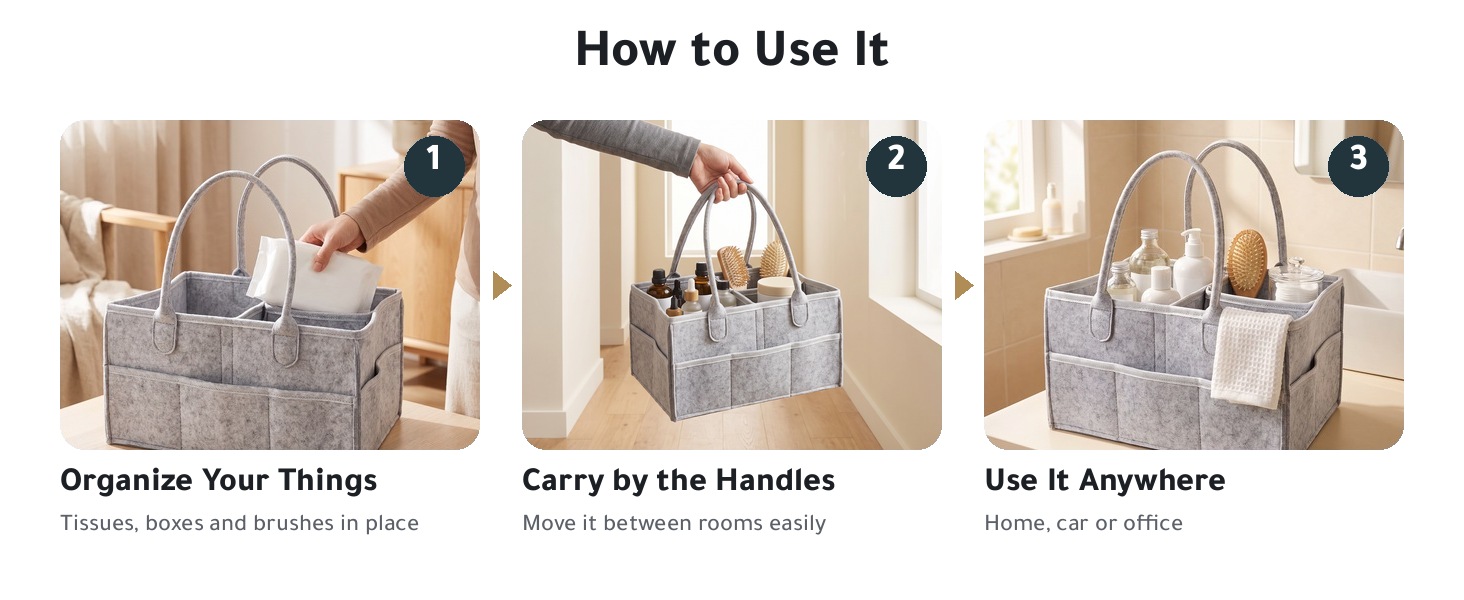 How to Use It
1
2
3
Organize Your Things
Carry by the Handles
Use It Anywhere
Tissues, boxes and brushes in place
Move it between rooms easily
Home, car or office